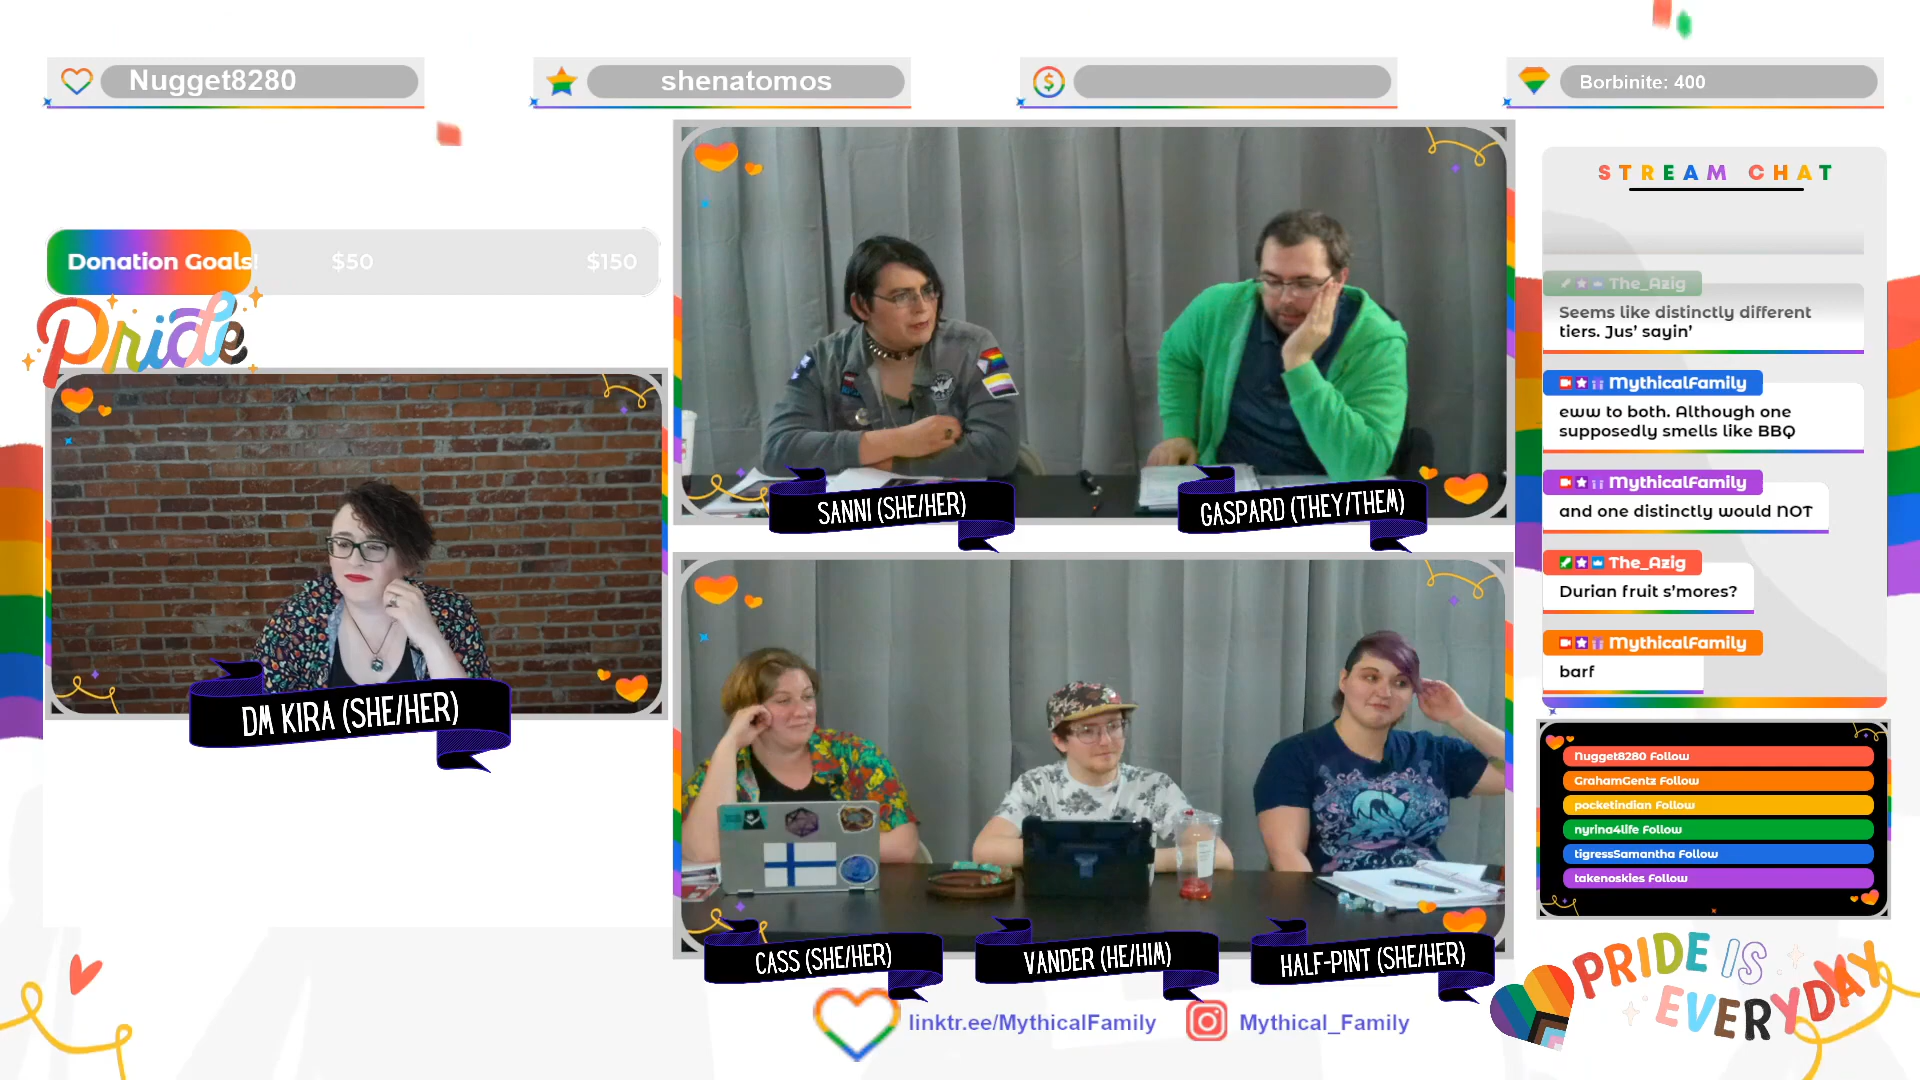 Nugget8280
shenatomos
Borbinite: 400
Donation Goals!
$50
$150
Pride
DM KIRA (SHE/HER)
SANNI (SHE/HER)
GASPARD (THEY/THEM)
CASS (SHE/HER)
VANDER (HE/HIM)
HALF-PINT (SHE/HER)
linktr.ee/MythicalFamily
Mythical_Family
STREAM CHAT
The_Azig
Seems like distinctly different
tiers. Jus' sayin'
MythicalFamily
eww to both. Although one
supposedly smells like BBQ
MythicalFamily
and one distinctly would NOT
The_Azig
Durian fruit s'mores?
MythicalFamily
barf
Nugget8280 Follow
GrahamGentz Follow
pocketindian Follow
nyrina4life Follow
tigressSamantha Follow
takenoskies Follow
PRIDE IS
EVERYDAY